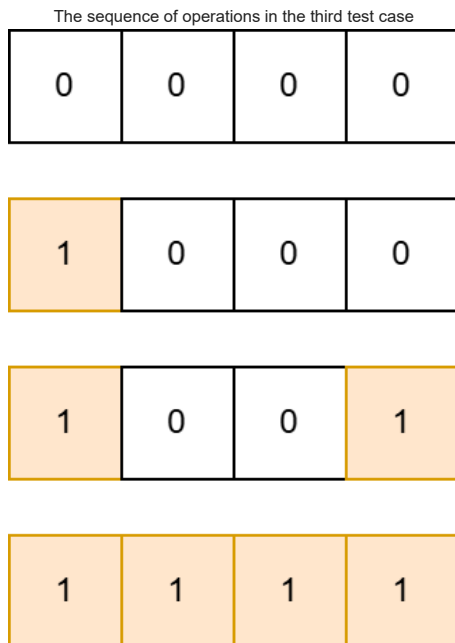 The sequence of operations in the third test case
0 0 0 0
1 0 0 0
1 0 0 1
1 1 1 1